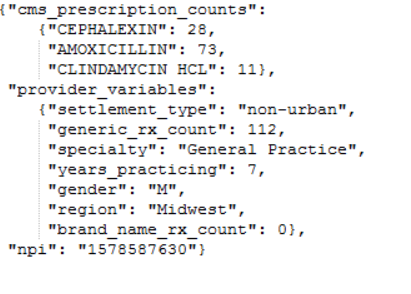 {"cms_prescription_counts":
{"CEPHALEXIN": 28,
"AMOXICILLIN": 73,
"CLINDAMYCIN HCL": 11},
"provider_variables":
{"settlement_type": "non-urban",
"generic_rx_count": 112,
"specialty": "General Practice",
"years_practicing": 7,
"gender": "M",
"region": "Midwest",
"brand_name_rx_count": 0},
"npi": "1578587630"}